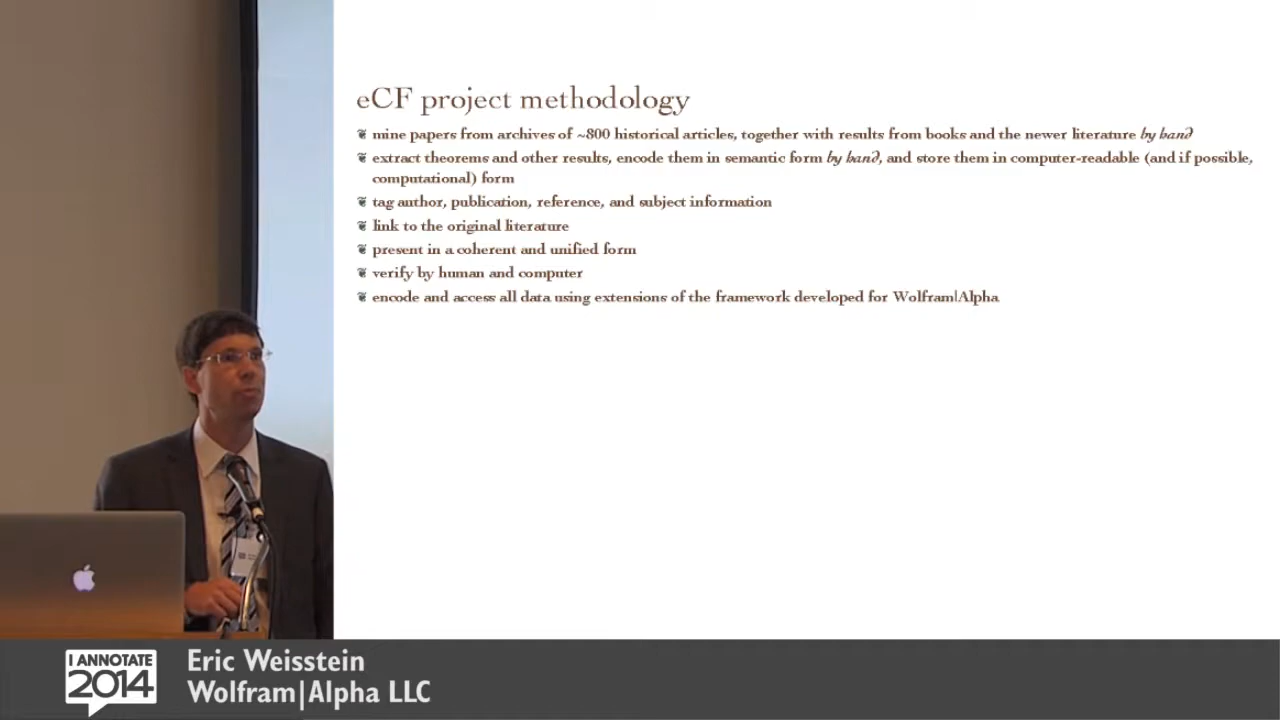 eCF project methodology
mine papers from archives of ~800 historical articles, together with results from books and the newer literature by hand
extract theorems and other results, encode them in semantic form by hand, and store them in computer-readable (and if possible,
computational) form
tag author, publication, reference, and subject information
link to the original literature
present in a coherent and unified form
verify by human and computer
encode and access all data using extensions of the framework developed for Wolfram|Alpha
I ANNOTATE
2014
Eric Weisstein
Wolfram|Alpha LLC